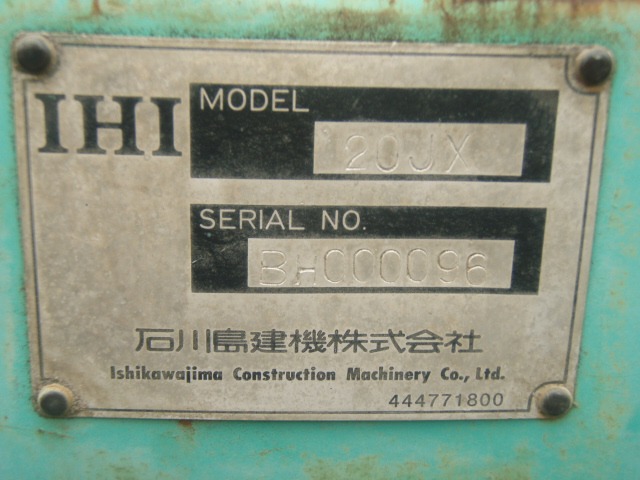 IHI
MODEL
20JX
SERIAL NO.
BH000096
石川島建機株式会社
Ishikawajima Construction Machinery Co., Ltd.
444771800